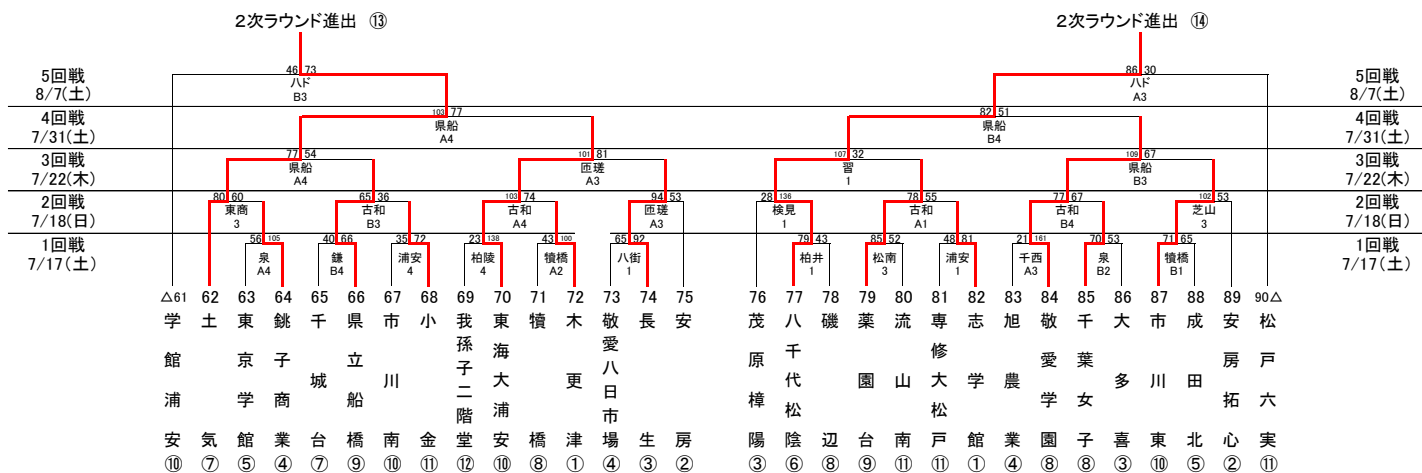 2次ラウンド進出 ⑬ 2次ラウンド進出 ⑭
5回戦 46 73 86 30 5回戦
8/7(土) ハド ハド 8/7(土)
B3 A3
4回戦 103 77 82 51 4回戦
7/31(土) 県船 県船 7/31(土)
A4 B4
3回戦 77 54 101 81 107 32 109 67 3回戦
7/22(木) 県船 匝瑳 習 県船 7/22(木)
A4 A3 1 B3
2回戦 80 60 65 36 103 74 94 53 28 136 78 55 77 67 102 53 2回戦
7/18(日) 東商 古和 古和 匝瑳 検見 古和 古和 芝山 7/18(日)
3 B3 A4 A3 1 A1 B4 3
1回戦 56 105 40 66 35 72 23 138 43 100 65 92 79 43 85 52 48 81 21 161 70 53 71 65 1回戦
7/17(土) 泉 鎌 浦安 柏陵 犢橋 八街 柏井 松南 浦安 千西 泉 犢橋 7/17(土)
A4 B4 4 4 A2 1 1 3 1 A3 B2 B1
△61 学館浦安 ⑩
62 土気 ⑦
63 東京学館 ⑤
64 銚子商業 ④
65 千城台 ⑦
66 県立船橋 ⑨
67 市川南 ⑩
68 小金 ⑪
69 我孫子二階堂 ⑫
70 東海大浦安 ⑩
71 犢橋 ⑧
72 木更津 ①
73 敬愛八日市場 ④
74 長生 ③
75 安房 ②
76 茂原樟陽 ③
77 八千代松陰 ⑥
78 磯辺 ⑧
79 薬園台 ⑨
80 流山南 ⑪
81 専修大松戸 ⑪
82 志学館 ①
83 旭農業 ④
84 敬愛学園 ⑧
85 千葉女子 ⑧
86 大多喜 ③
87 市川東 ⑩
88 成田北 ⑤
89 安房拓心 ②
90△ 松戸六実 ⑪